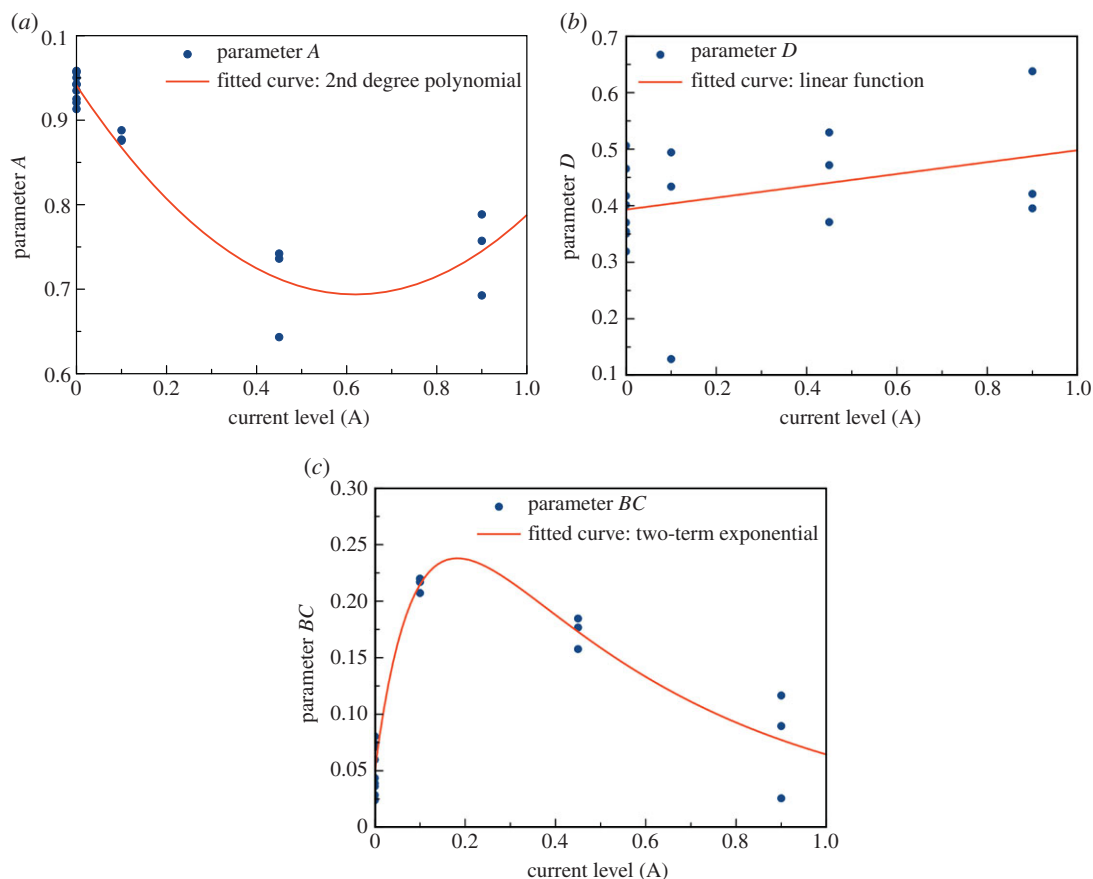 (a)
0.1
0.9
0.8
0.7
0.6
parameter A
parameter A
fitted curve: 2nd degree polynomial
0 0.2 0.4 0.6 0.8 1.0
current level (A)
(b)
0.7
0.6
0.5
0.4
0.3
0.2
0.1
parameter D
parameter D
fitted curve: linear function
0 0.2 0.4 0.6 0.8 1.0
current level (A)
(c)
0.30
0.25
0.20
0.15
0.10
0.05
0
parameter BC
parameter BC
fitted curve: two-term exponential
0 0.2 0.4 0.6 0.8 1.0
current level (A)